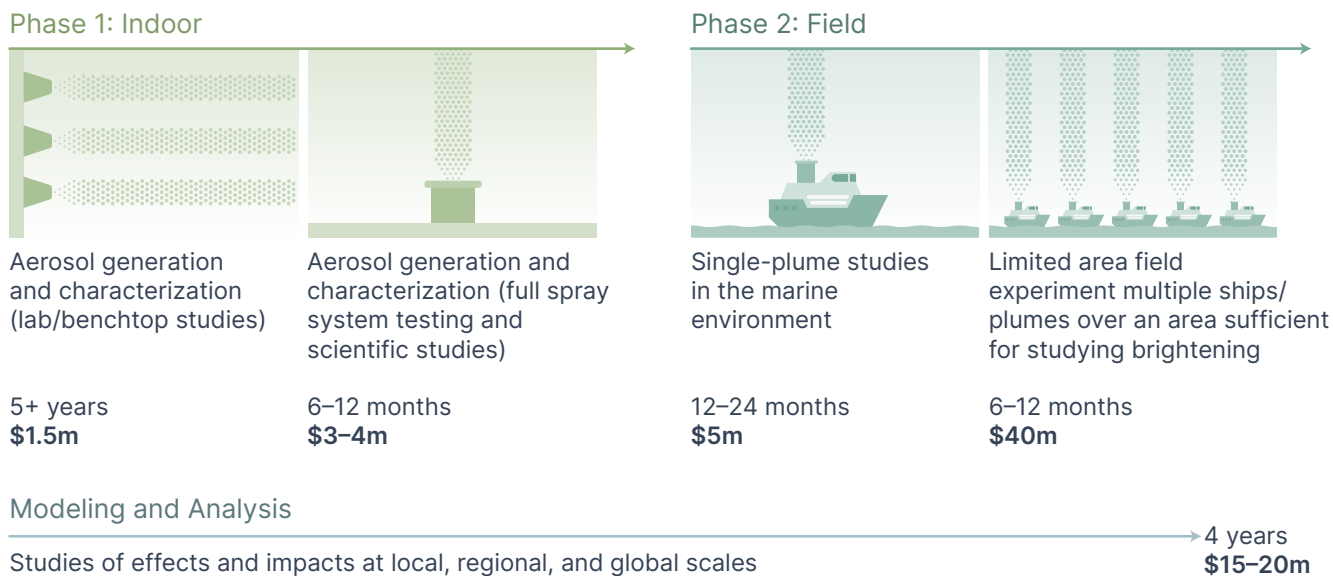 Phase 1: Indoor
Aerosol generation
and characterization
(lab/benchtop studies)
5+ years
$1.5m
Aerosol generation and
characterization (full spray
system testing and
scientific studies)
6–12 months
$3–4m
Phase 2: Field
Single-plume studies
in the marine
environment
12–24 months
$5m
Limited area field
experiment multiple ships/
plumes over an area sufficient
for studying brightening
6–12 months
$40m
Modeling and Analysis
Studies of effects and impacts at local, regional, and global scales
4 years
$15–20m